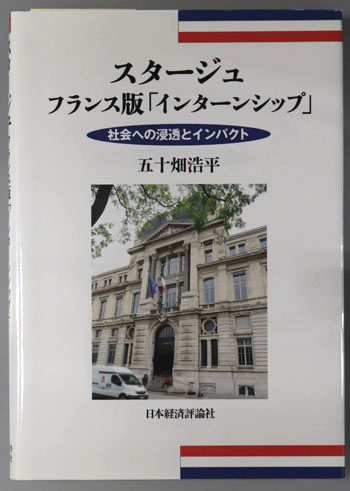 スタージュ
フランス版「インターンシップ」
社会への浸透とインパクト
五十畑浩平
日本経済評論社